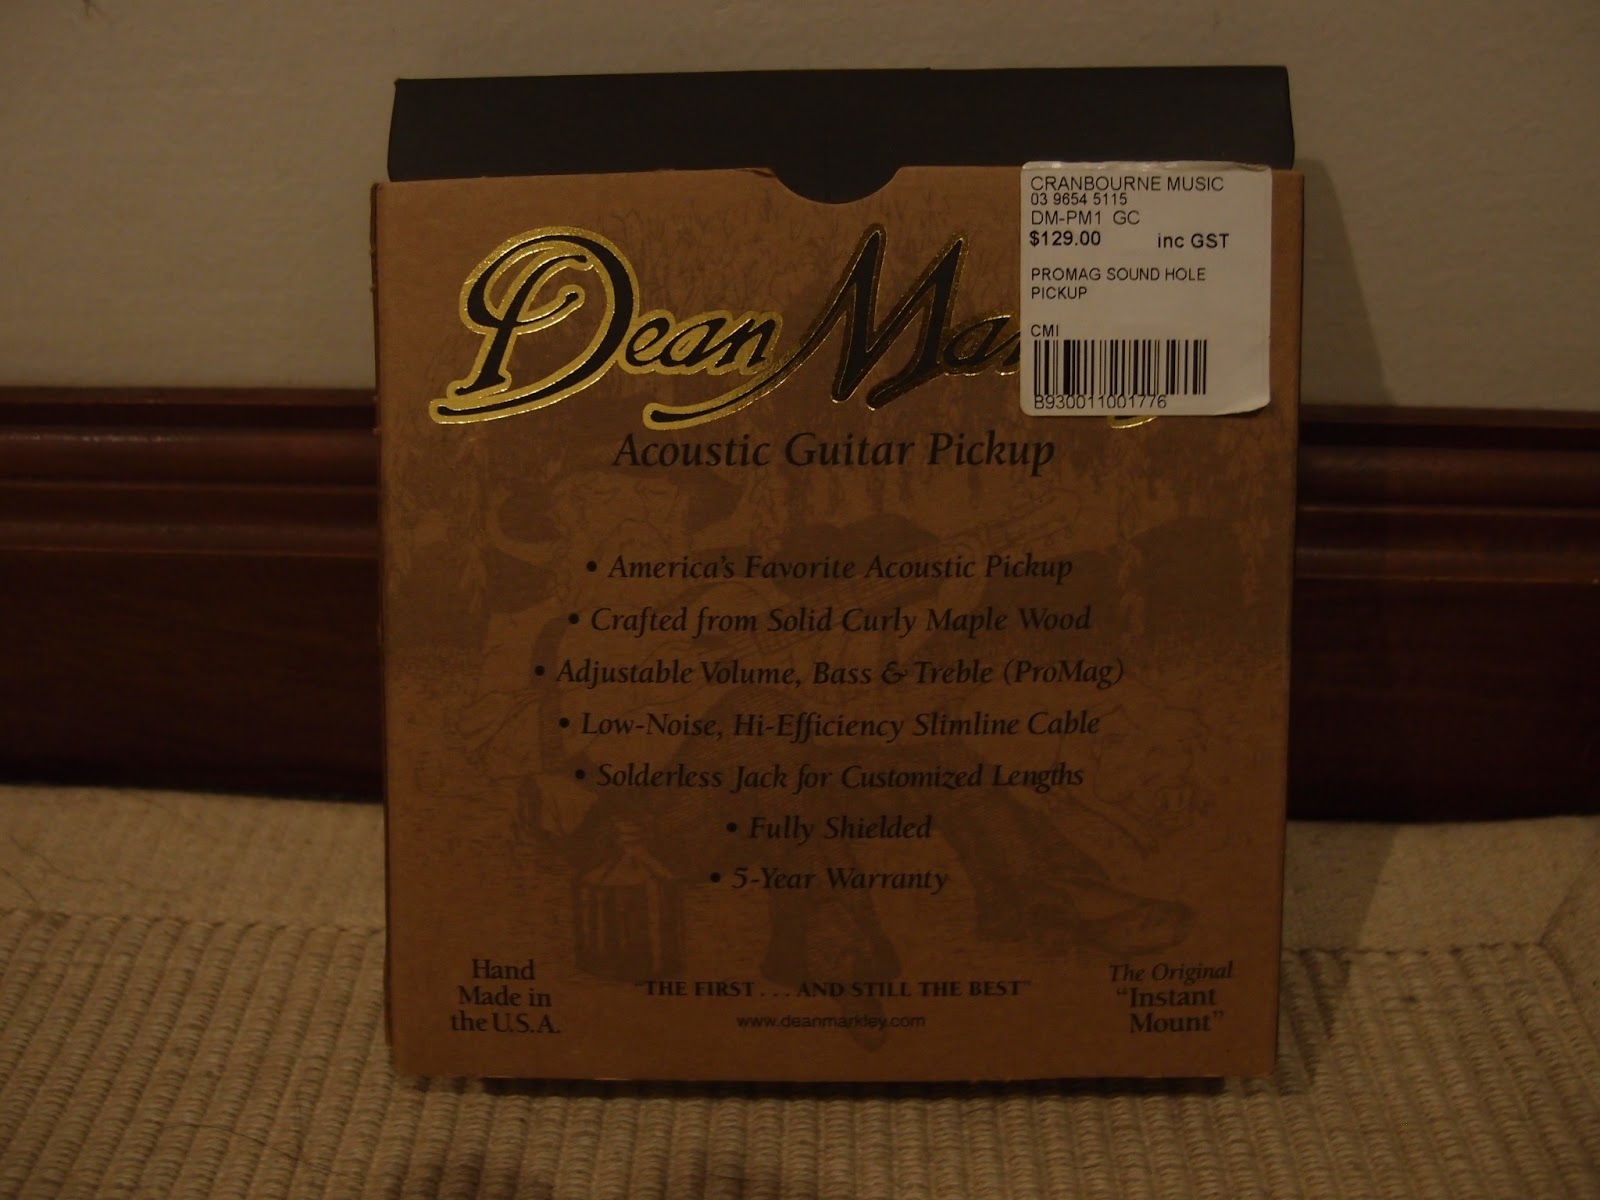 CRANBOURNE MUSIC
03 9654 5115
DM-PM1 GC
$129.00 inc GST
PROMAG SOUND HOLE
PICKUP
CMI
B930011001776
Dean Mar
Acoustic Guitar Pickup
• America's Favorite Acoustic Pickup
• Crafted from Solid Curly Maple Wood
• Adjustable Volume, Bass & Treble (ProMag)
• Low-Noise, Hi-Efficiency Slimline Cable
• Solderless Jack for Customized Lengths
• Fully Shielded
• 5-Year Warranty
Hand
Made in
the U.S.A.
"THE FIRST . . . AND STILL THE BEST"
www.deanmarkley.com
The Original
"Instant
Mount"